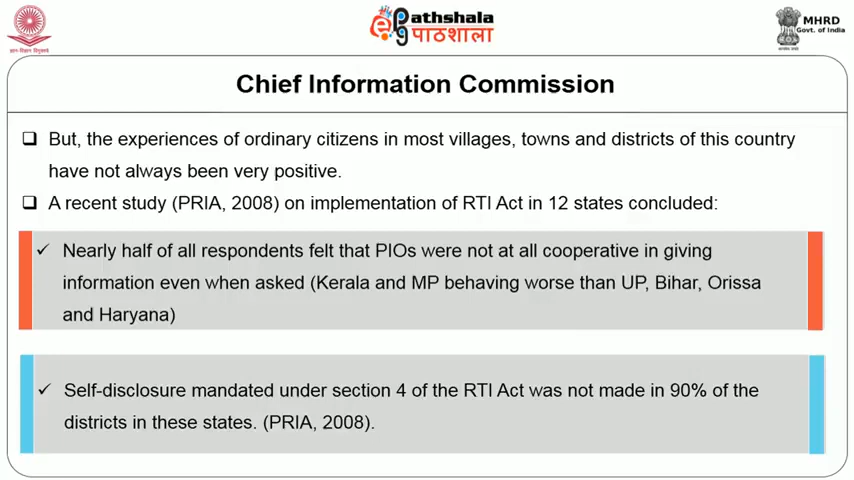 ePathshala
पाठशाला
MHRD
Govt. of India
Chief Information Commission
But, the experiences of ordinary citizens in most villages, towns and districts of this country
have not always been very positive.
A recent study (PRIA, 2008) on implementation of RTI Act in 12 states concluded:
✓ Nearly half of all respondents felt that PIOs were not at all cooperative in giving
information even when asked (Kerala and MP behaving worse than UP, Bihar, Orissa
and Haryana)
✓ Self-disclosure mandated under section 4 of the RTI Act was not made in 90% of the
districts in these states. (PRIA, 2008).